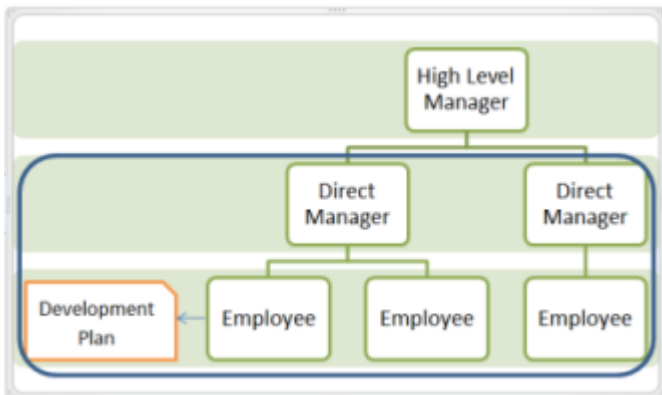 High Level
Manager
Direct
Manager
Direct
Manager
Development
Plan
Employee
Employee
Employee